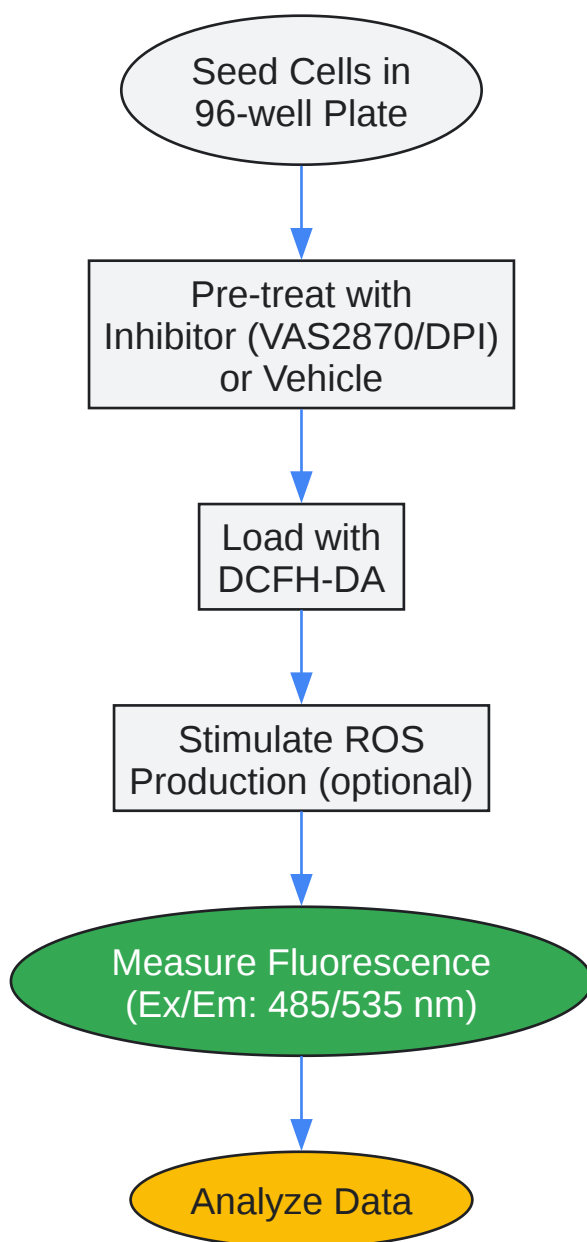 Seed Cells in
96-well Plate
Pre-treat with
Inhibitor (VAS2870/DPI)
or Vehicle
Load with
DCFH-DA
Stimulate ROS
Production (optional)
Measure Fluorescence
(Ex/Em: 485/535 nm)
Analyze Data